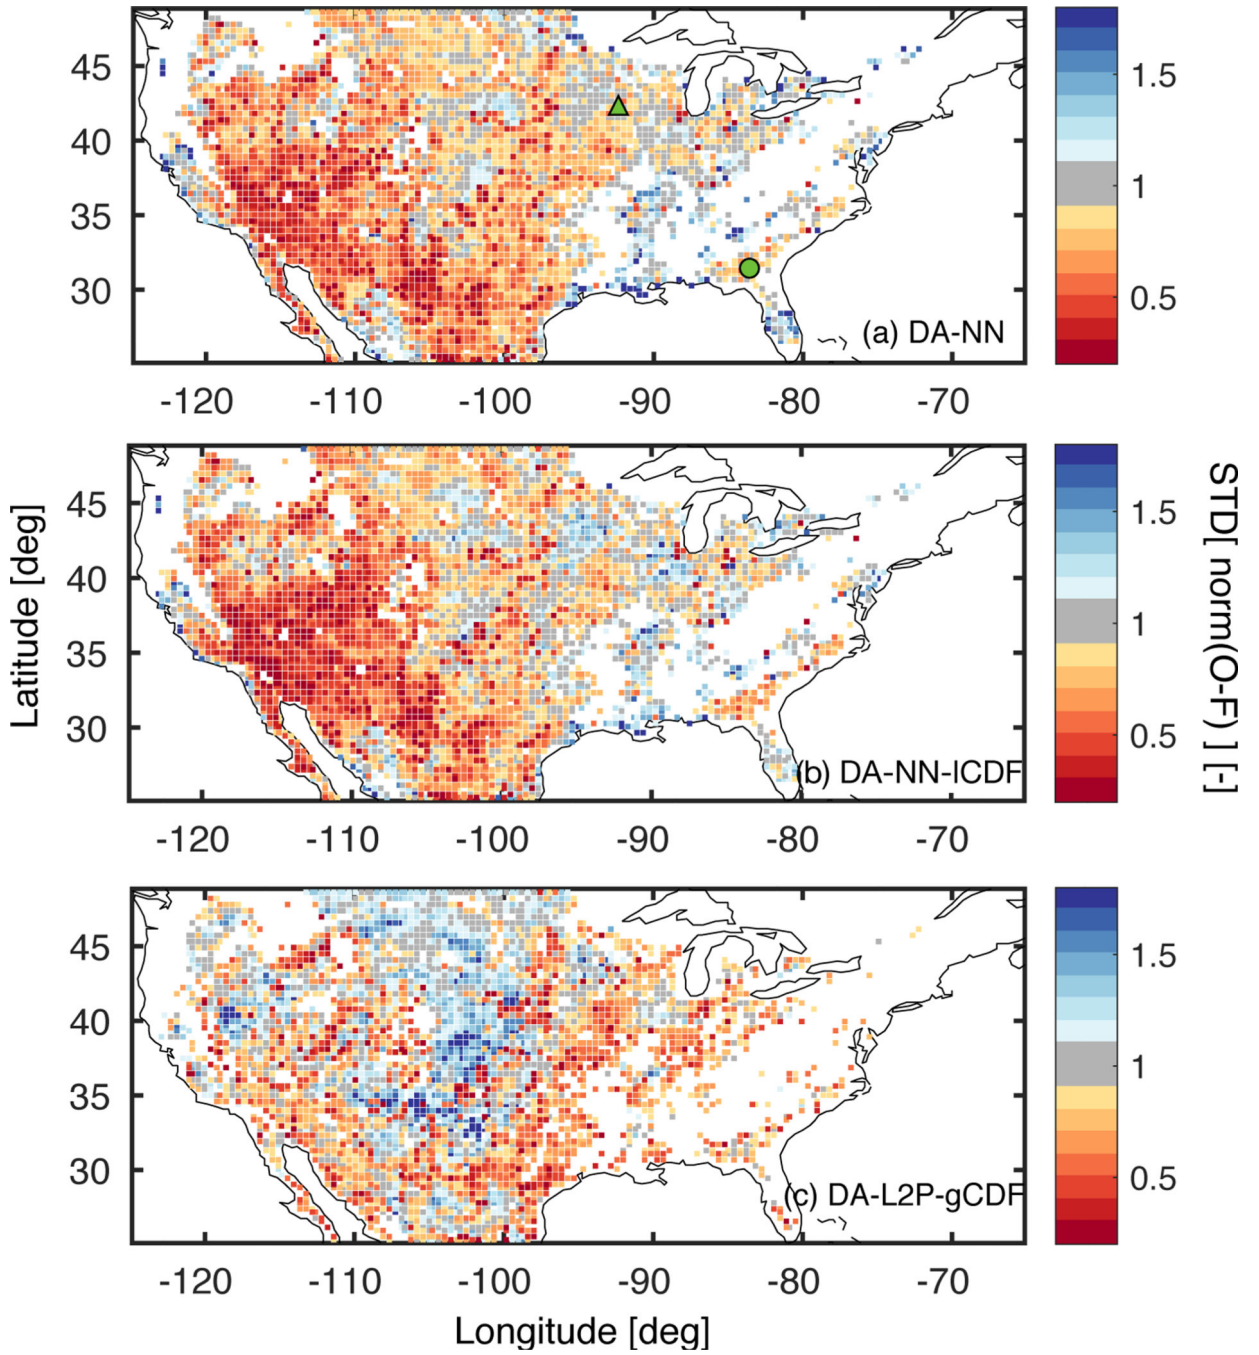 45
40
35
30
(a) DA-NN
-120 -110 -100 -90 -80 -70
1.5
1
0.5
45
40
35
30
(b) DA-NN-lCDF
-120 -110 -100 -90 -80 -70
1.5
1
0.5
Latitude [deg]
STD[ norm(O-F) ] [-]
45
40
35
30
(c) DA-L2P-gCDF
-120 -110 -100 -90 -80 -70
1.5
1
0.5
Longitude [deg]